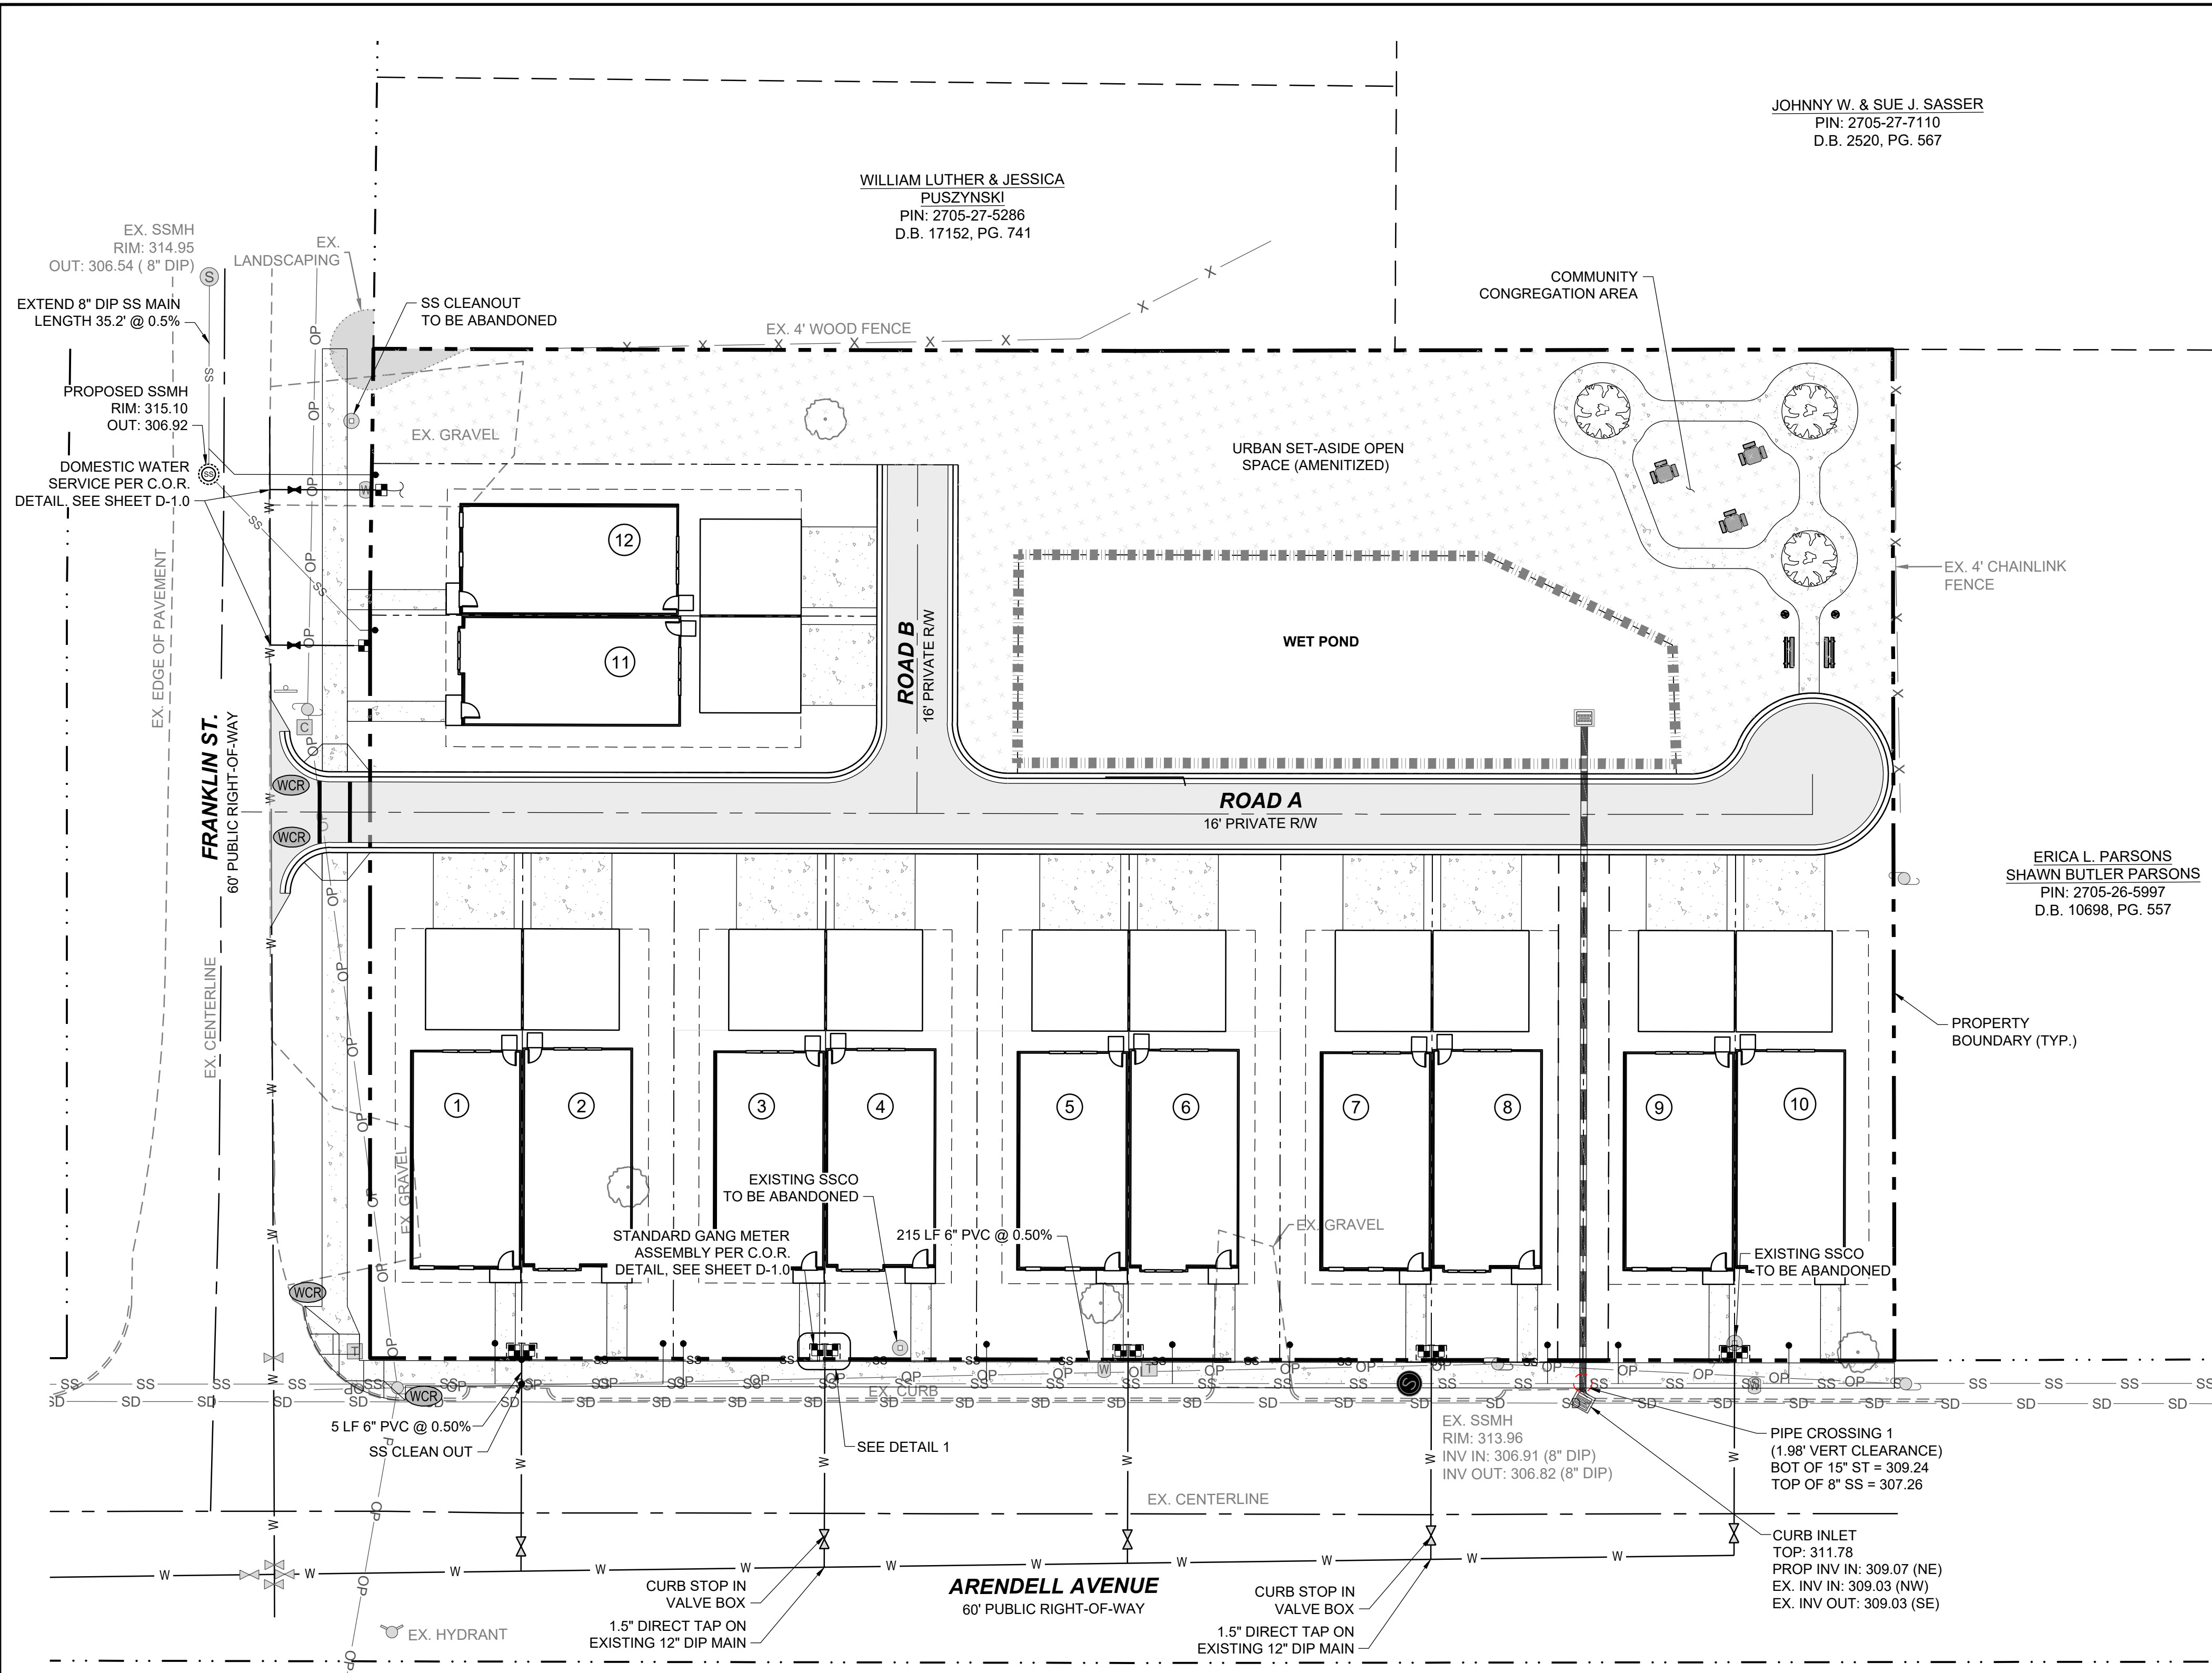 JOHNNY W. & SUE J. SASSER
PIN: 2705-27-7110
D.B. 2520, PG. 567
WILLIAM LUTHER & JESSICA
PUSZYNSKI
PIN: 2705-27-5286
D.B. 17152, PG. 741
EX. SSMH
RIM: 314.95
OUT: 306.54 ( 8" DIP)
EX.
LANDSCAPING
S
EXTEND 8" DIP SS MAIN
LENGTH 35.2' @ 0.5%
SS CLEANOUT
TO BE ABANDONED
EX. 4' WOOD FENCE
COMMUNITY
CONGREGATION AREA
PROPOSED SSMH
RIM: 315.10
OUT: 306.92
EX. GRAVEL
DOMESTIC WATER
SERVICE PER C.O.R.
DETAIL, SEE SHEET D-1.0
URBAN SET-ASIDE OPEN
SPACE (AMENITIZED)
12
11
EX. EDGE OF PAVEMENT
EX. 4' CHAINLINK
FENCE
WET POND
ROAD B
16' PRIVATE R/W
C
FRANKLIN ST.
60' PUBLIC RIGHT-OF-WAY
WCR
WCR
ROAD A
16' PRIVATE R/W
ERICA L. PARSONS
SHAWN BUTLER PARSONS
PIN: 2705-26-5997
D.B. 10698, PG. 557
EX. CENTERLINE
PROPERTY
BOUNDARY (TYP.)
1
2
3
4
5
6
7
8
9
10
EX. GRAVEL
EXISTING SSCO
TO BE ABANDONED
STANDARD GANG METER
ASSEMBLY PER C.O.R.
DETAIL, SEE SHEET D-1.0
215 LF 6" PVC @ 0.50%
EX. GRAVEL
EXISTING SSCO
TO BE ABANDONED
WCR
T
W
T
WCR
EX. CURB
5 LF 6" PVC @ 0.50%
SS CLEAN OUT
SEE DETAIL 1
EX. SSMH
RIM: 313.96
INV IN: 306.91 (8" DIP)
INV OUT: 306.82 (8" DIP)
PIPE CROSSING 1
(1.98' VERT CLEARANCE)
BOT OF 15" ST = 309.24
TOP OF 8" SS = 307.26
EX. CENTERLINE
CURB INLET
TOP: 311.78
PROP INV IN: 309.07 (NE)
EX. INV IN: 309.03 (NW)
EX. INV OUT: 309.03 (SE)
CURB STOP IN
VALVE BOX
1.5" DIRECT TAP ON
EXISTING 12" DIP MAIN
ARENDELL AVENUE
60' PUBLIC RIGHT-OF-WAY
CURB STOP IN
VALVE BOX
1.5" DIRECT TAP ON
EXISTING 12" DIP MAIN
EX. HYDRANT